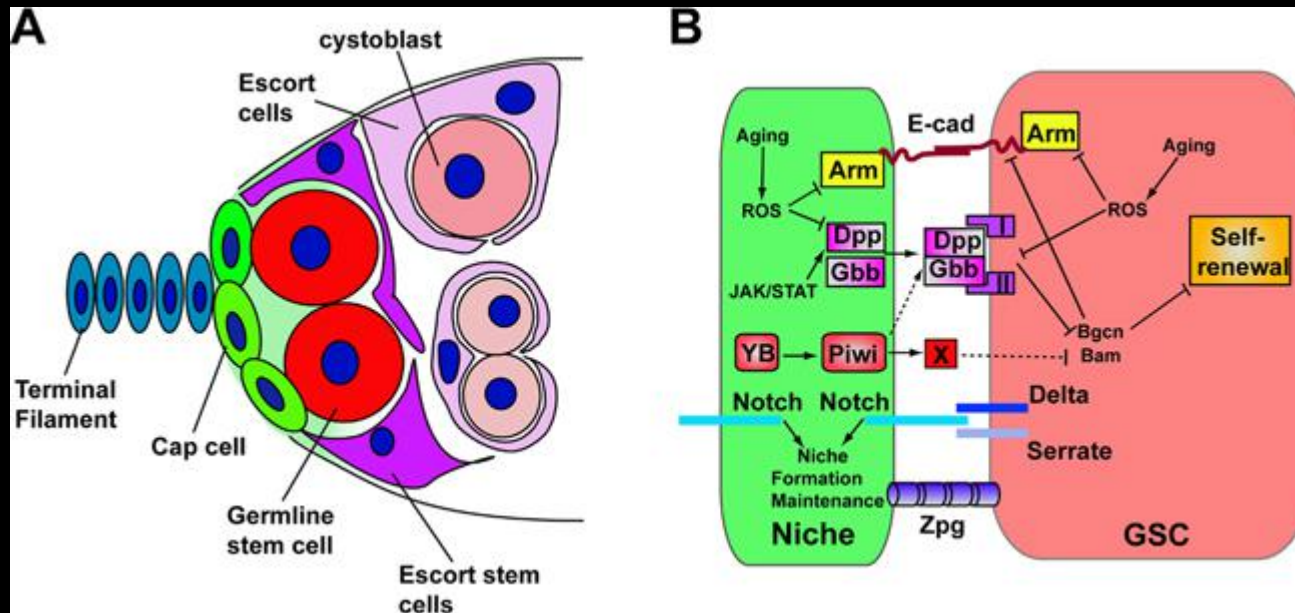 A
cystoblast
Escort
cells
Terminal
Filament
Cap cell
Germline
stem cell
Escort stem
cells
B
E-cad
Aging
Arm
Arm
Aging
ROS
ROS
Dpp
Gbb
Dpp
Gbb
I
II
Self-
renewal
JAK/STAT
Bgcn
Bam
YB
Piwi
X
Notch
Notch
Delta
Serrate
Niche
Formation
Maintenance
Zpg
Niche
GSC